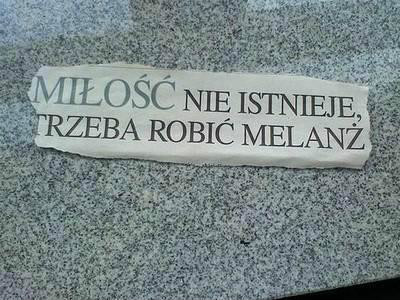 MIŁOŚĆ NIE ISTNIEJE,
TRZEBA ROBIĆ MELANŻ